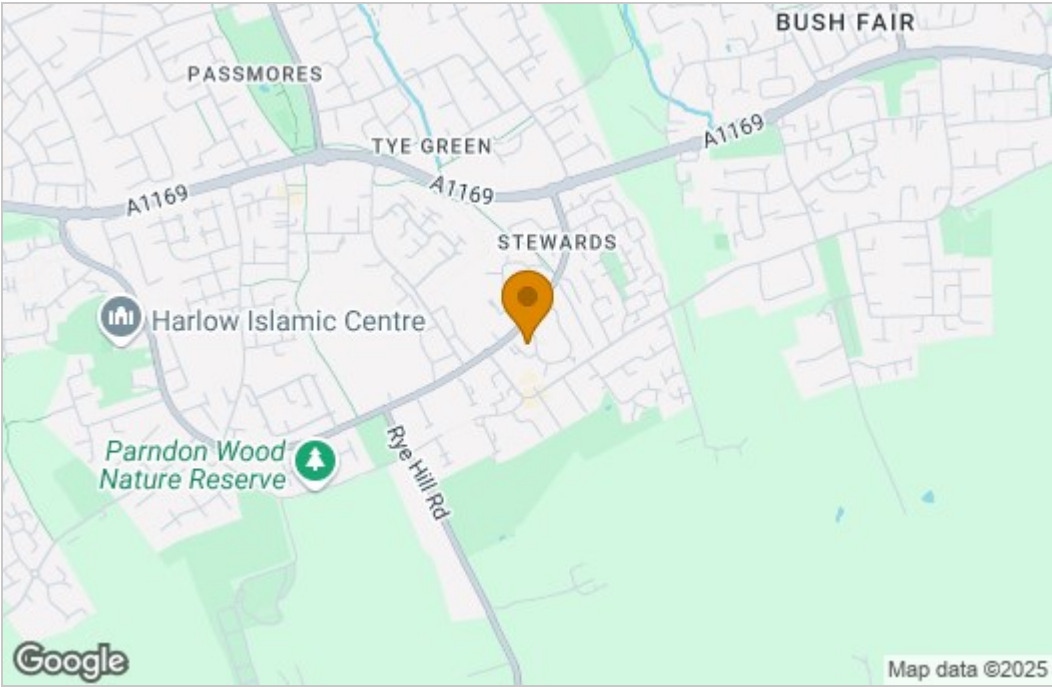 BUSH FAIR
PASSMORES
TYE GREEN
A1169
A1169
A1169
STEWARDS
Harlow Islamic Centre
Parndon Wood
Nature Reserve
Rye Hill Rd
Google
Map data ©2025